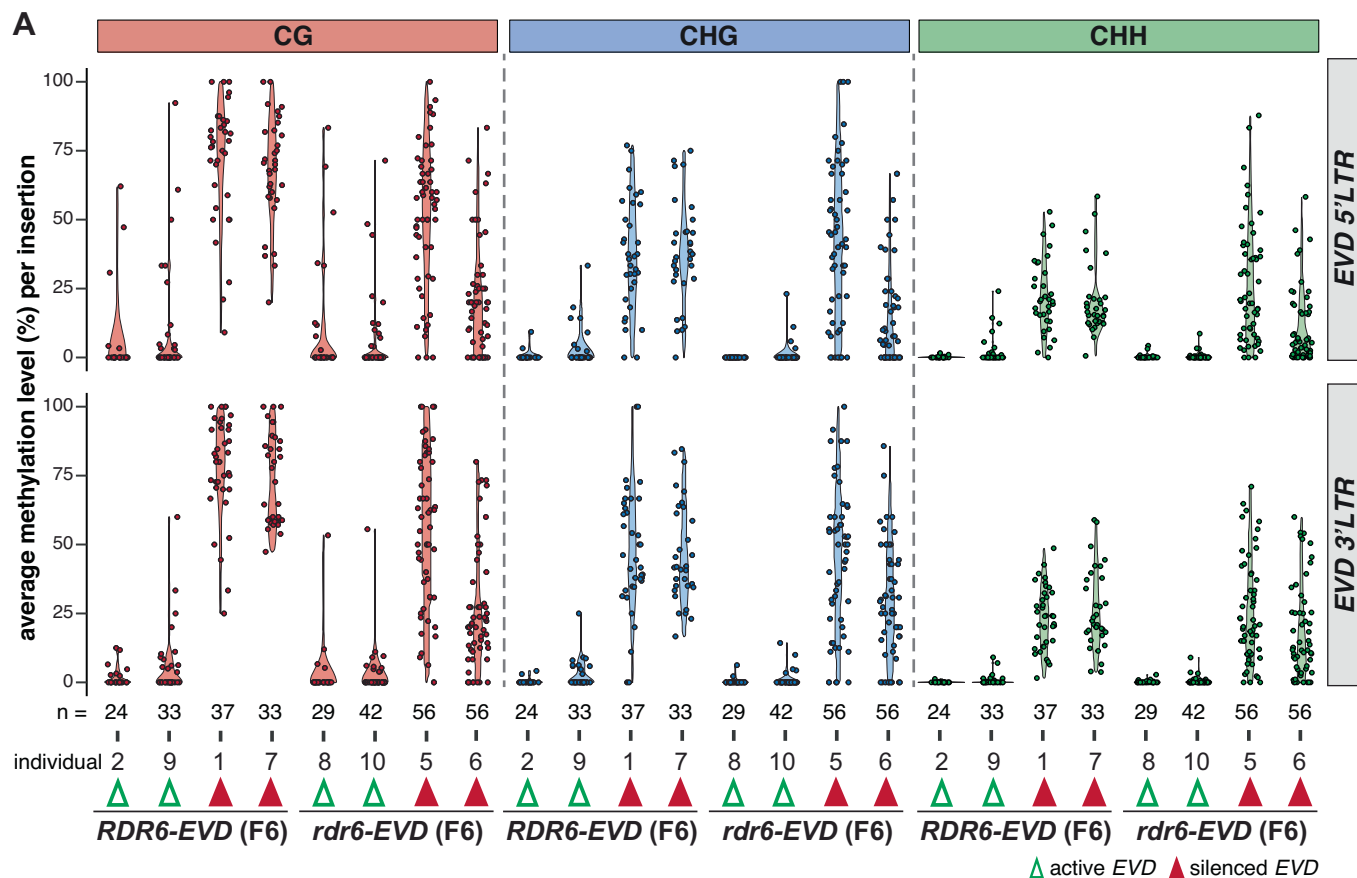 A
CG CHG CHH
average methylation level (%) per insertion
100
75
50
25
0
EVD 5'LTR
100
75
50
25
0
EVD 3'LTR
n = 24 33 37 33 29 42 56 56 24 33 37 33 29 42 56 56 24 33 37 33 29 42 56 56
individual 2 9 1 7 8 10 5 6 2 9 1 7 8 10 5 6 2 9 1 7 8 10 5 6
RDR6-EVD (F6) rdr6-EVD (F6) RDR6-EVD (F6) rdr6-EVD (F6) RDR6-EVD (F6) rdr6-EVD (F6)
active EVD silenced EVD